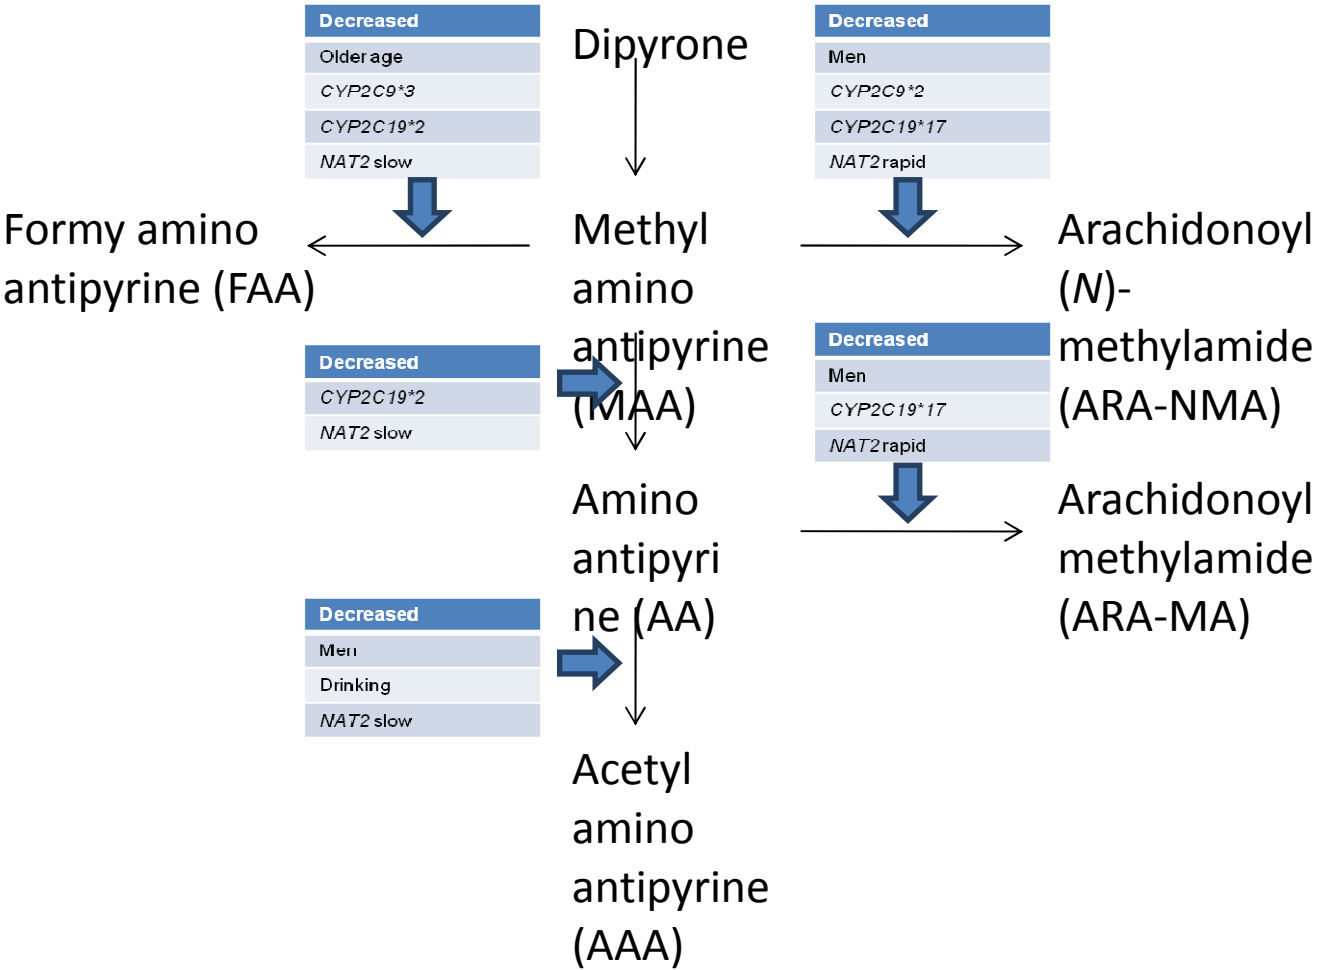 Decreased
Older age
CYP2C9*3
CYP2C19*2
NAT2 slow
Dipyrone
Decreased
Men
CYP2C9*2
CYP2C19*17
NAT2 rapid
Formy amino
antipyrine (FAA)
Methyl
amino
antipyrine
(MAA)
Arachidonoyl
(N)-
methylamide
(ARA-NMA)
Decreased
CYP2C19*2
NAT2 slow
Decreased
Men
CYP2C19*17
NAT2 rapid
Amino
antipyri
ne (AA)
Arachidonoyl
methylamide
(ARA-MA)
Decreased
Men
Drinking
NAT2 slow
Acetyl
amino
antipyrine
(AAA)